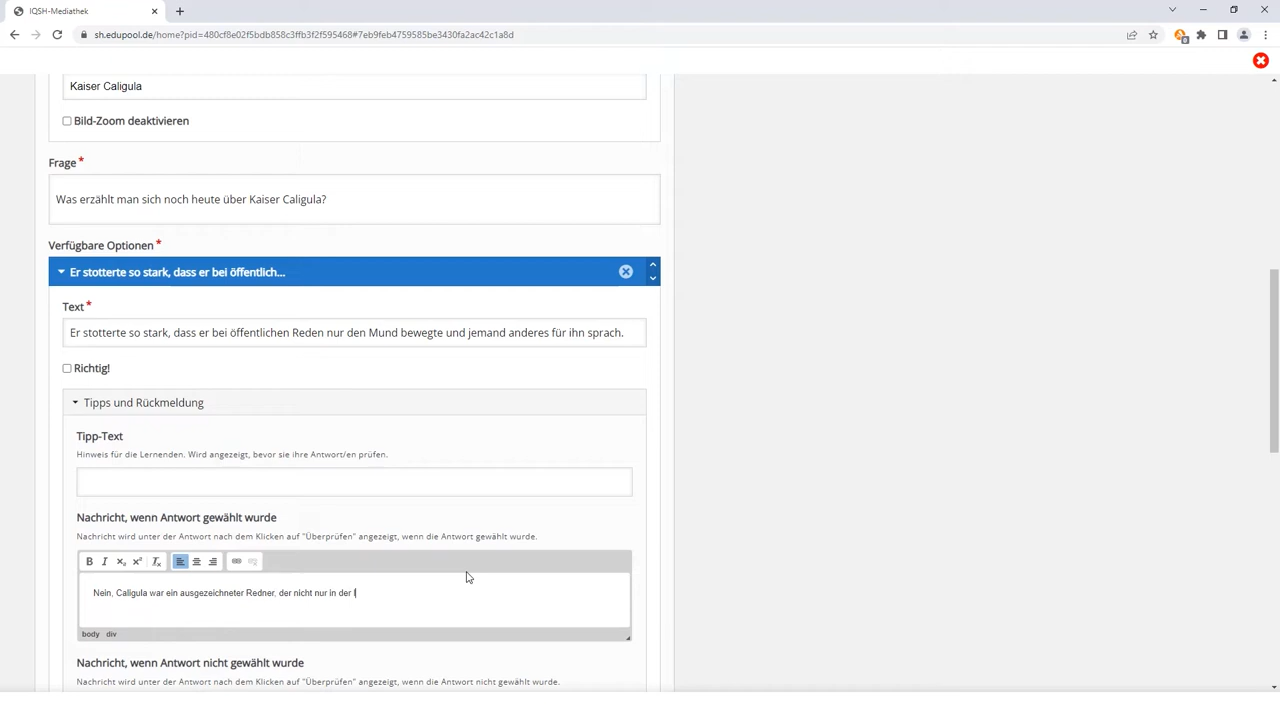 IQSH-Mediathek
sh.edupool.de/home?pid=480cf8e02f5bdb858c3ffb3f2f595468#7eb9feb4759585be3430fa2ac42c1a8d
Kaiser Caligula
Bild-Zoom deaktivieren
Frage*
Was erzählt man sich noch heute über Kaiser Caligula?
Verfügbare Optionen *
Er stotterte so stark, dass er bei öffentlich...
Text*
Er stotterte so stark, dass er bei öffentlichen Reden nur den Mund bewegte und jemand anderes für ihn sprach.
Richtig!
Tipps und Rückmeldung
Tipp-Text
Hinweis für die Lernenden. Wird angezeigt, bevor sie ihre Antwort/en prüfen.
Nachricht, wenn Antwort gewählt wurde
Nachricht wird unter der Antwort nach dem Klicken auf "Überprüfen" angezeigt, wenn die Antwort gewählt wurde.
Nein, Caligula war ein ausgezeichneter Redner, der nicht nur in der
body div
Nachricht, wenn Antwort nicht gewählt wurde
Nachricht wird unter der Antwort nach dem Klicken auf "Überprüfen" angezeigt, wenn die Antwort nicht gewählt wurde.